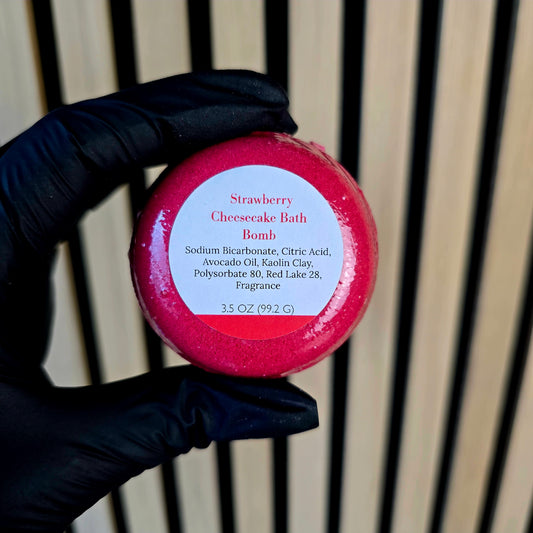 Strawberry
Cheesecake Bath
Bomb
Sodium Bicarbonate, Citric Acid,
Avocado Oil, Kaolin Clay,
Polysorbate 80, Red Lake 28,
Fragrance
3.5 OZ (99.2 G)